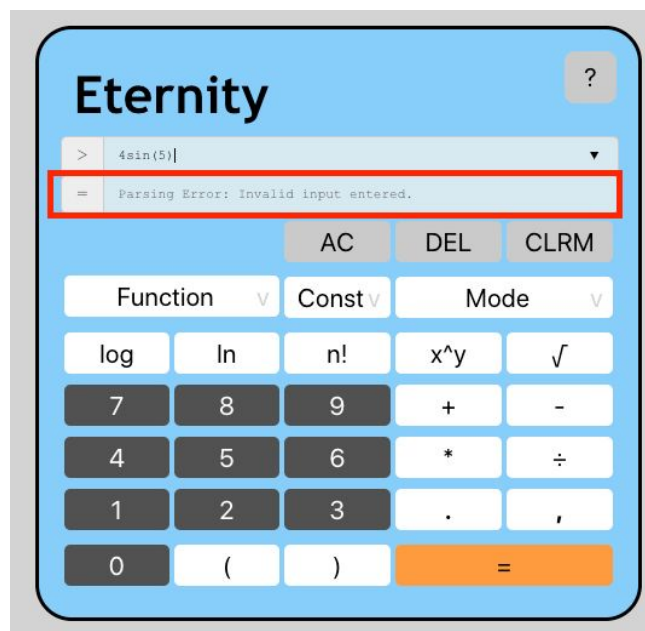 Eternity
?
> 4sin(5) ▼
= Parsing Error: Invalid input entered.
AC DEL CLRM
Function v Const v Mode v
log ln n! x^y √
7 8 9 + -
4 5 6 * ÷
1 2 3 . ,
0 ( ) =